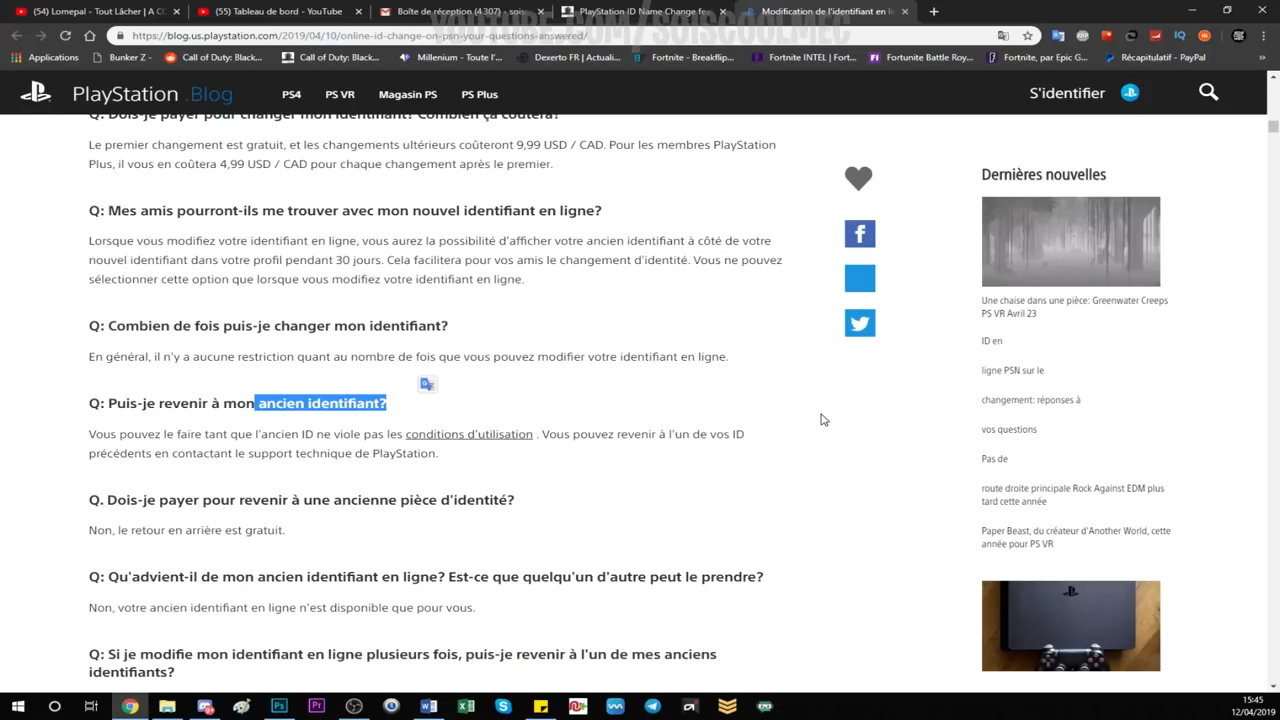 (54) Lomepal - Tout Lâcher | A CO
(55) Tableau de bord - YouTube
Boîte de réception (4 307) - sois
PlayStation ID Name Change fe
Modification de l'identifiant en li
YOUTUBE.COM/SOISCOOLMEC
https://blog.us.playstation.com/2019/04/10/online-id-change-on-psn-your-questions-answered/
Applications
Bunker Z -
Call of Duty: Black...
Call of Duty: Black...
Millenium - Toute l'...
Dexerto FR | Actuali...
Fortnite - Breakflip...
Fortnite INTEL | Fort...
Fortunite Battle Roy...
Fortnite, par Epic G...
Récapitulatif - PayPal
»
PlayStation.Blog
PS4
PS VR
Magasin PS
PS Plus
S'identifier
Q: Dois-je payer pour changer mon identifiant? Combien ça coûtera?
Le premier changement est gratuit, et les changements ultérieurs coûteront 9,99 USD / CAD. Pour les membres PlayStation
Plus, il vous en coûtera 4,99 USD / CAD pour chaque changement après le premier.
Q: Mes amis pourront-ils me trouver avec mon nouvel identifiant en ligne?
Lorsque vous modifiez votre identifiant en ligne, vous aurez la possibilité d'afficher votre ancien identifiant à côté de votre
nouvel identifiant dans votre profil pendant 30 jours. Cela facilitera pour vos amis le changement d'identité. Vous ne pouvez
sélectionner cette option que lorsque vous modifiez votre identifiant en ligne.
Q: Combien de fois puis-je changer mon identifiant?
En général, il n'y a aucune restriction quant au nombre de fois que vous pouvez modifier votre identifiant en ligne.
Q: Puis-je revenir à mon ancien identifiant?
Vous pouvez le faire tant que l'ancien ID ne viole pas les conditions d'utilisation . Vous pouvez revenir à l'un de vos ID
précédents en contactant le support technique de PlayStation.
Q. Dois-je payer pour revenir à une ancienne pièce d'identité?
Non, le retour en arrière est gratuit.
Q: Qu'advient-il de mon ancien identifiant en ligne? Est-ce que quelqu'un d'autre peut le prendre?
Non, votre ancien identifiant en ligne n'est disponible que pour vous.
Q: Si je modifie mon identifiant en ligne plusieurs fois, puis-je revenir à l'un de mes anciens
identifiants?
Dernières nouvelles
Une chaise dans une pièce: Greenwater Creeps
PS VR Avril 23
ID en
ligne PSN sur le
changement: réponses à
vos questions
Pas de
route droite principale Rock Against EDM plus
tard cette année
Paper Beast, du créateur d'Another World, cette
année pour PS VR
15:45
12/04/2019